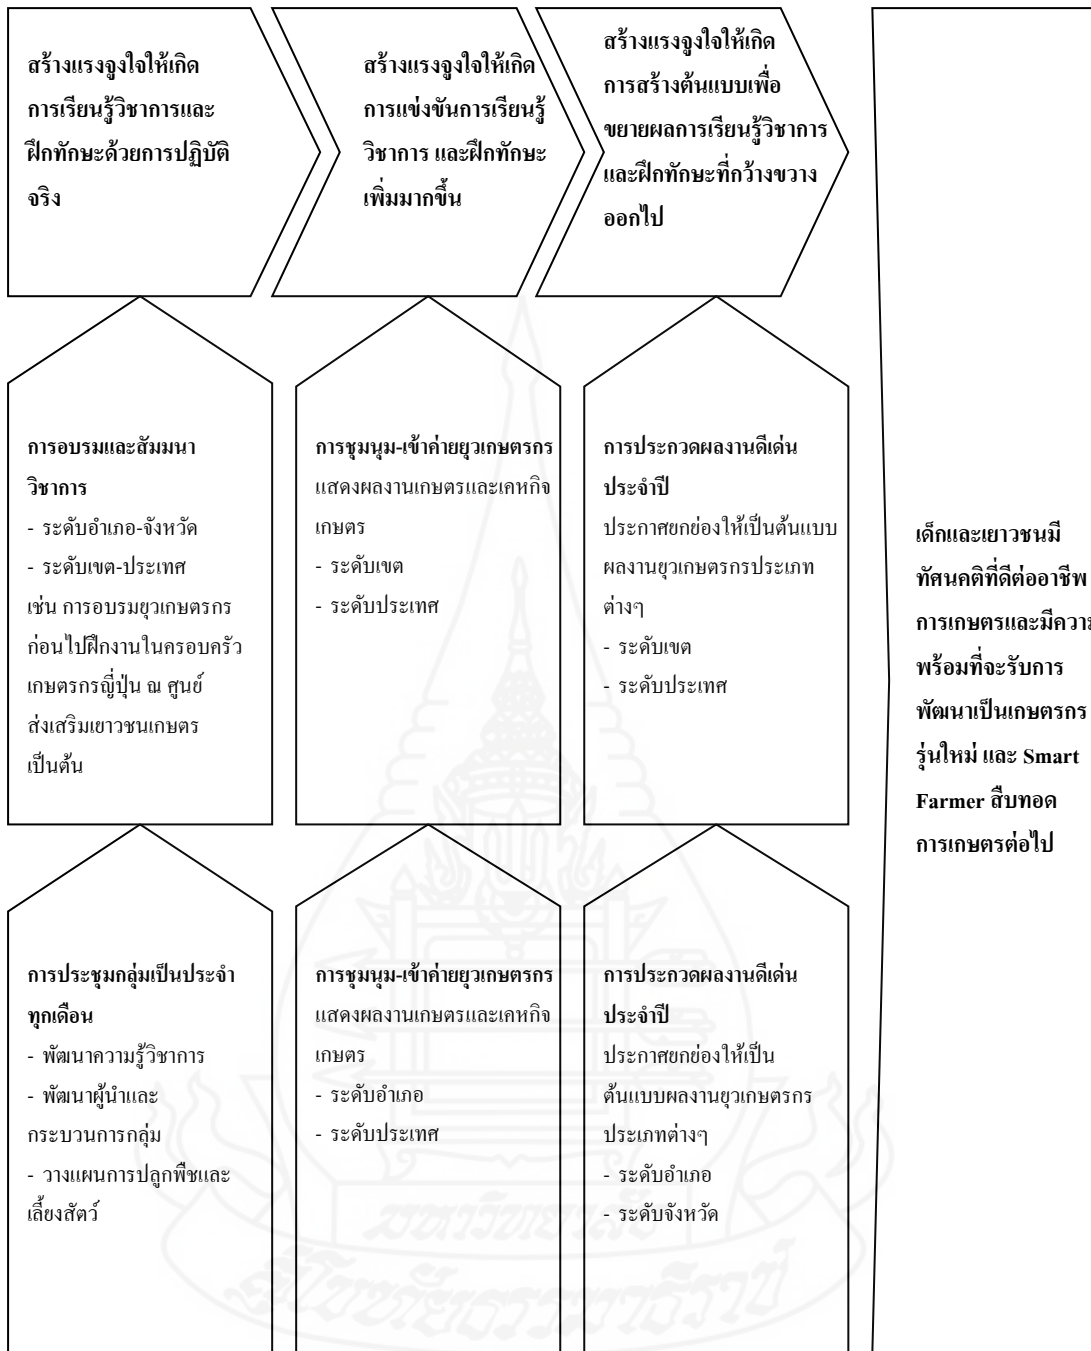 สร้างแรงจูงใจให้เกิด
การเรียนรู้วิชาการและ
ฝึกทักษะด้วยการปฏิบัติ
จริง
สร้างแรงจูงใจให้เกิด
การแข่งขันการเรียนรู้
วิชาการ และฝึกทักษะ
เพิ่มมากขึ้น
สร้างแรงจูงใจให้เกิด
การสร้างต้นแบบเพื่อ
ขยายผลการเรียนรู้วิชาการ
และฝึกทักษะที่กว้างขวาง
ออกไป
การอบรมและสัมมนา
วิชาการ
- ระดับอำเภอ-จังหวัด
- ระดับเขต-ประเทศ
เช่น การอบรมยุวเกษตรกร
ก่อนไปฝึกงานในครอบครัว
เกษตรกรญี่ปุ่น ณ ศูนย์
ส่งเสริมเยาวชนเกษตร
เป็นต้น
การชุมนุม-เข้าค่ายยุวเกษตรกร
แสดงผลงานเกษตรและเคหกิจ
เกษตร
- ระดับเขต
- ระดับประเทศ
การประกวดผลงานดีเด่น
ประจำปี
ประกาศยกย่องให้เป็นต้นแบบ
ผลงานยุวเกษตรกรประเภท
ต่างๆ
- ระดับเขต
- ระดับประเทศ
การประชุมกลุ่มเป็นประจำ
ทุกเดือน
- พัฒนาความรู้วิชาการ
- พัฒนาผู้นำและ
กระบวนการกลุ่ม
- วางแผนการปลูกพืชและ
เลี้ยงสัตว์
การชุมนุม-เข้าค่ายยุวเกษตรกร
แสดงผลงานเกษตรและเคหกิจ
เกษตร
- ระดับอำเภอ
- ระดับประเทศ
การประกวดผลงานดีเด่น
ประจำปี
ประกาศยกย่องให้เป็น
ต้นแบบผลงานยุวเกษตรกร
ประเภทต่างๆ
- ระดับอำเภอ
- ระดับจังหวัด
เด็กและเยาวชนมี
ทัศนคติที่ดีต่ออาชีพ
การเกษตรและมีความ
พร้อมที่จะรับการ
พัฒนาเป็นเกษตรกร
รุ่นใหม่ และ Smart
Farmer สืบทอด
การเกษตรต่อไป
มหาวิทยาลัย
สุโขทัยธรรมาธิราช